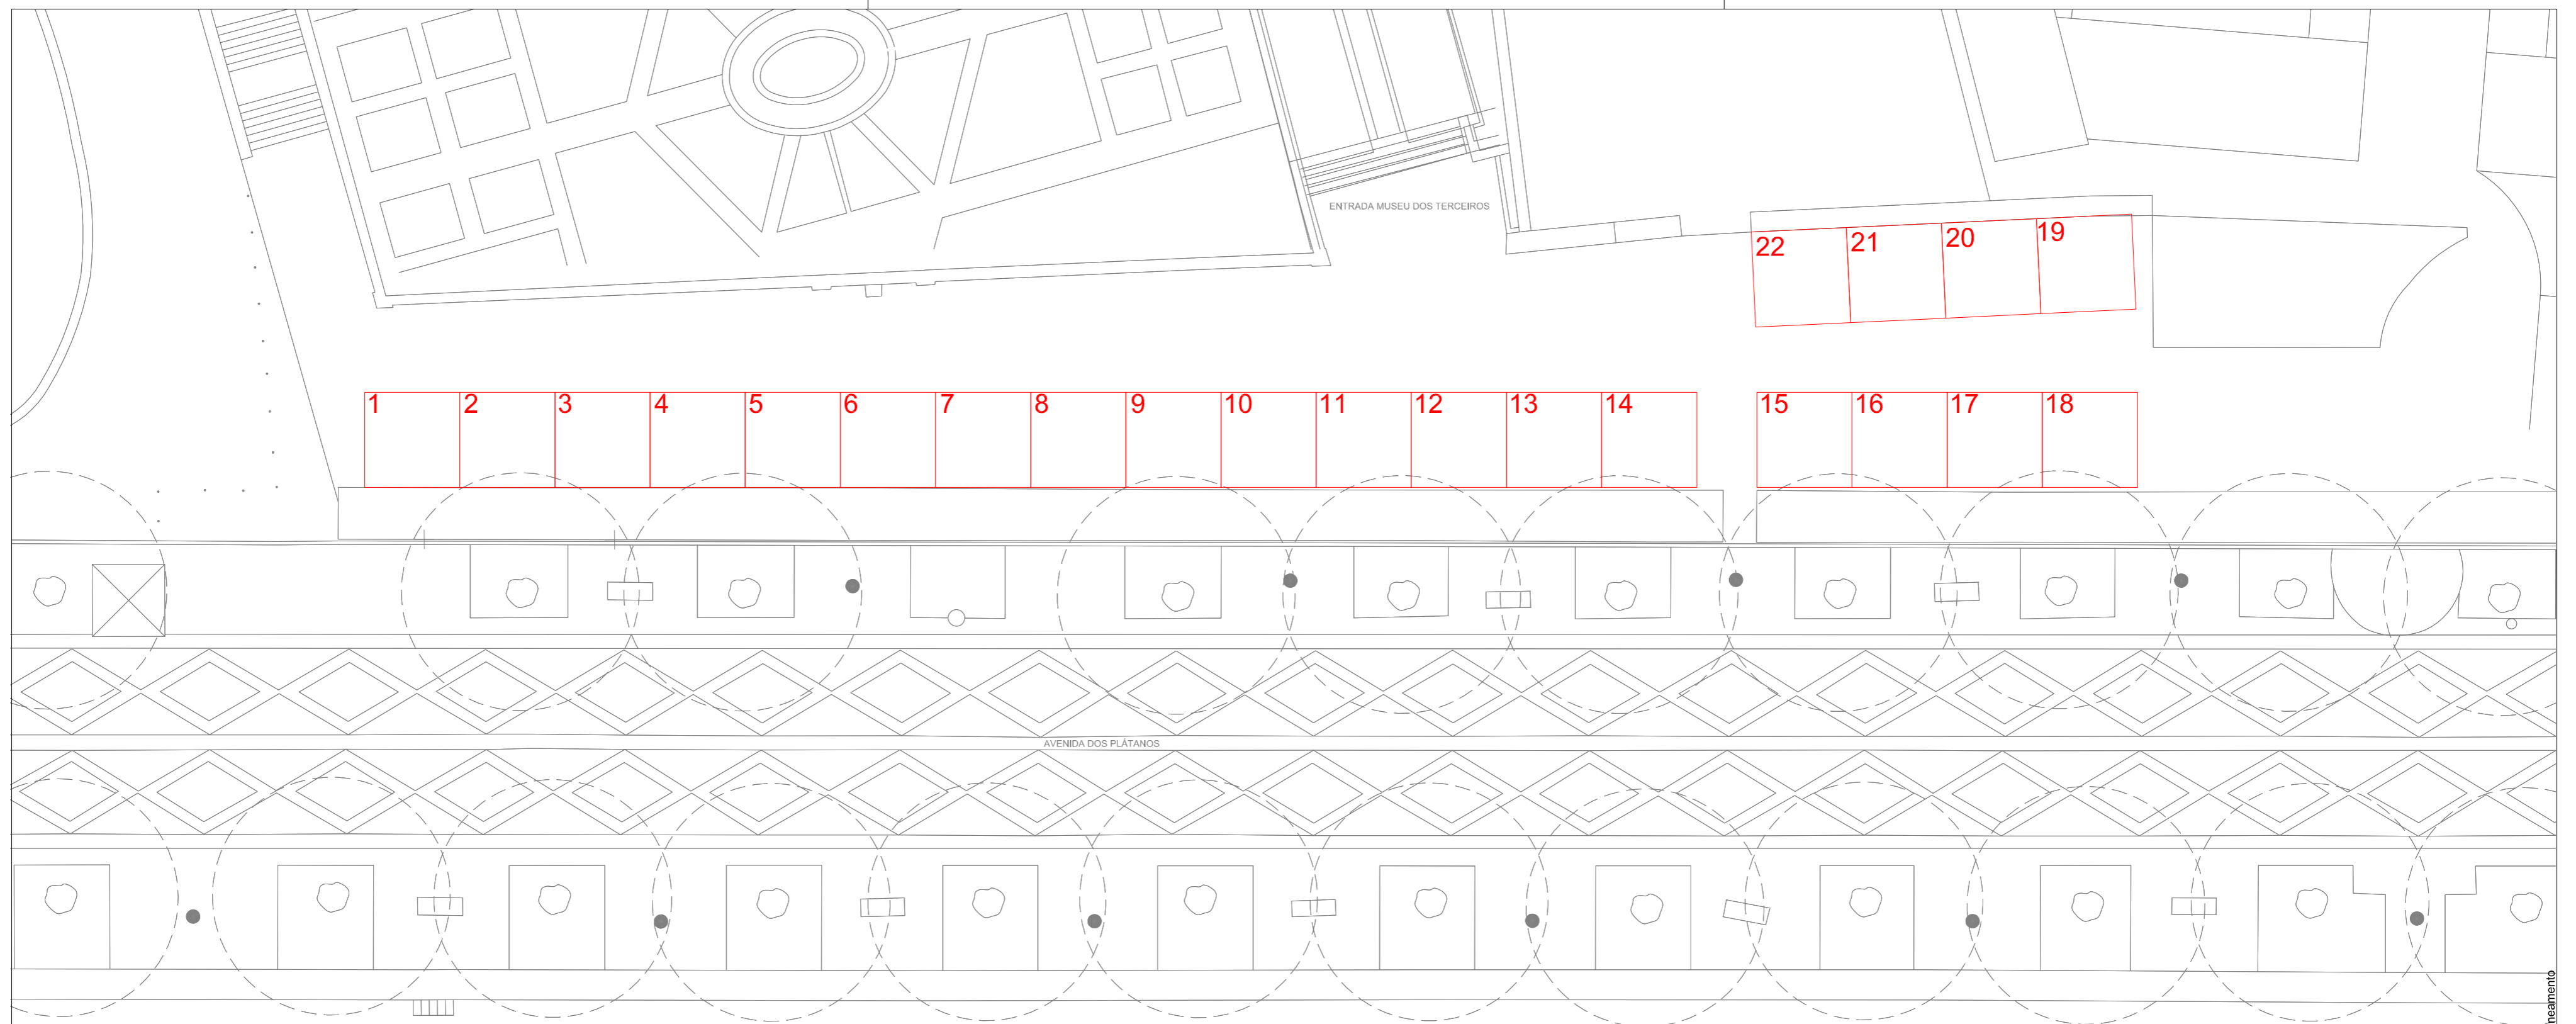 ENTRADA MUSEU DOS TERCEIROS
22 21 20 19
1 2 3 4 5 6 7 8 9 10 11 12 13 14 15 16 17 18
AVENIDA DOS PLÁTANOS
neamento